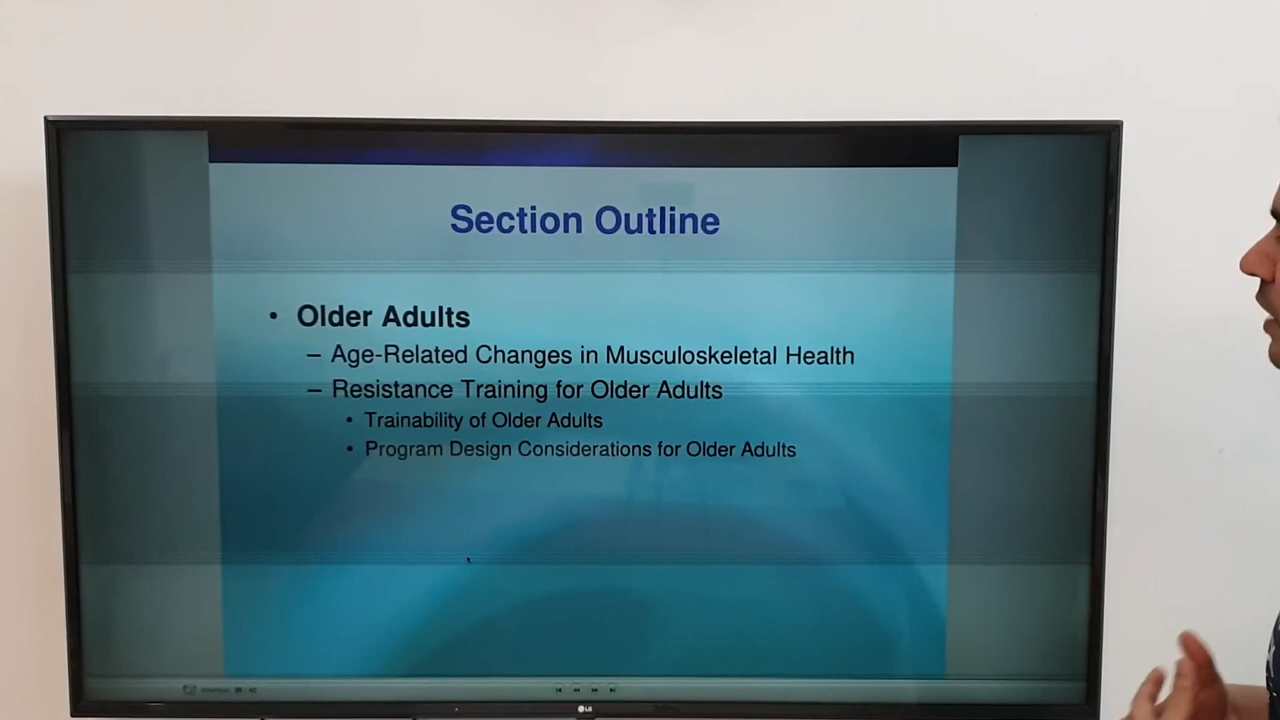 Section Outline
• Older Adults
– Age-Related Changes in Musculoskeletal Health
– Resistance Training for Older Adults
• Trainability of Older Adults
• Program Design Considerations for Older Adults
LG